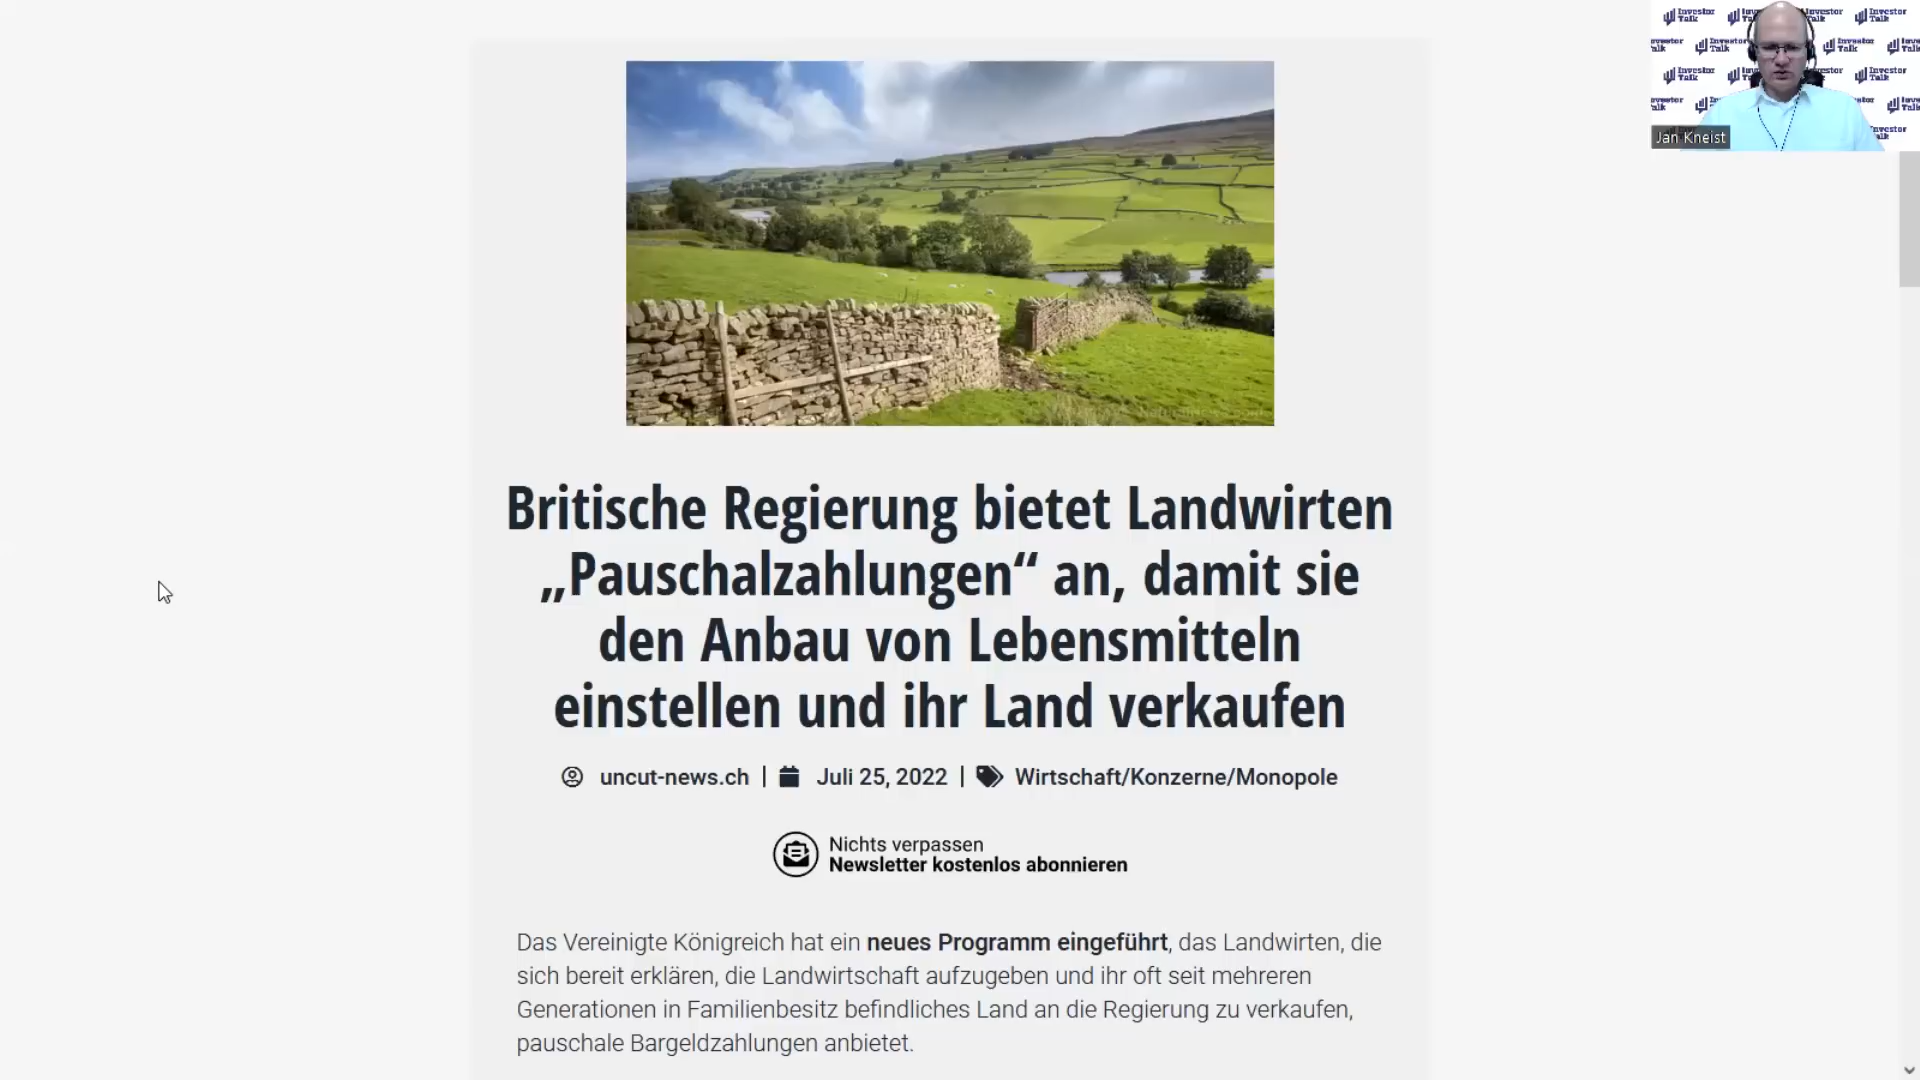 Investor
Talk
Jan Kneist
Britische Regierung bietet Landwirten
„Pauschalzahlungen“ an, damit sie
den Anbau von Lebensmitteln
einstellen und ihr Land verkaufen
uncut-news.ch | Juli 25, 2022 | Wirtschaft/Konzerne/Monopole
Nichts verpassen
Newsletter kostenlos abonnieren
Das Vereinigte Königreich hat ein neues Programm eingeführt, das Landwirten, die
sich bereit erklären, die Landwirtschaft aufzugeben und ihr oft seit mehreren
Generationen in Familienbesitz befindliches Land an die Regierung zu verkaufen,
pauschale Bargeldzahlungen anbietet.